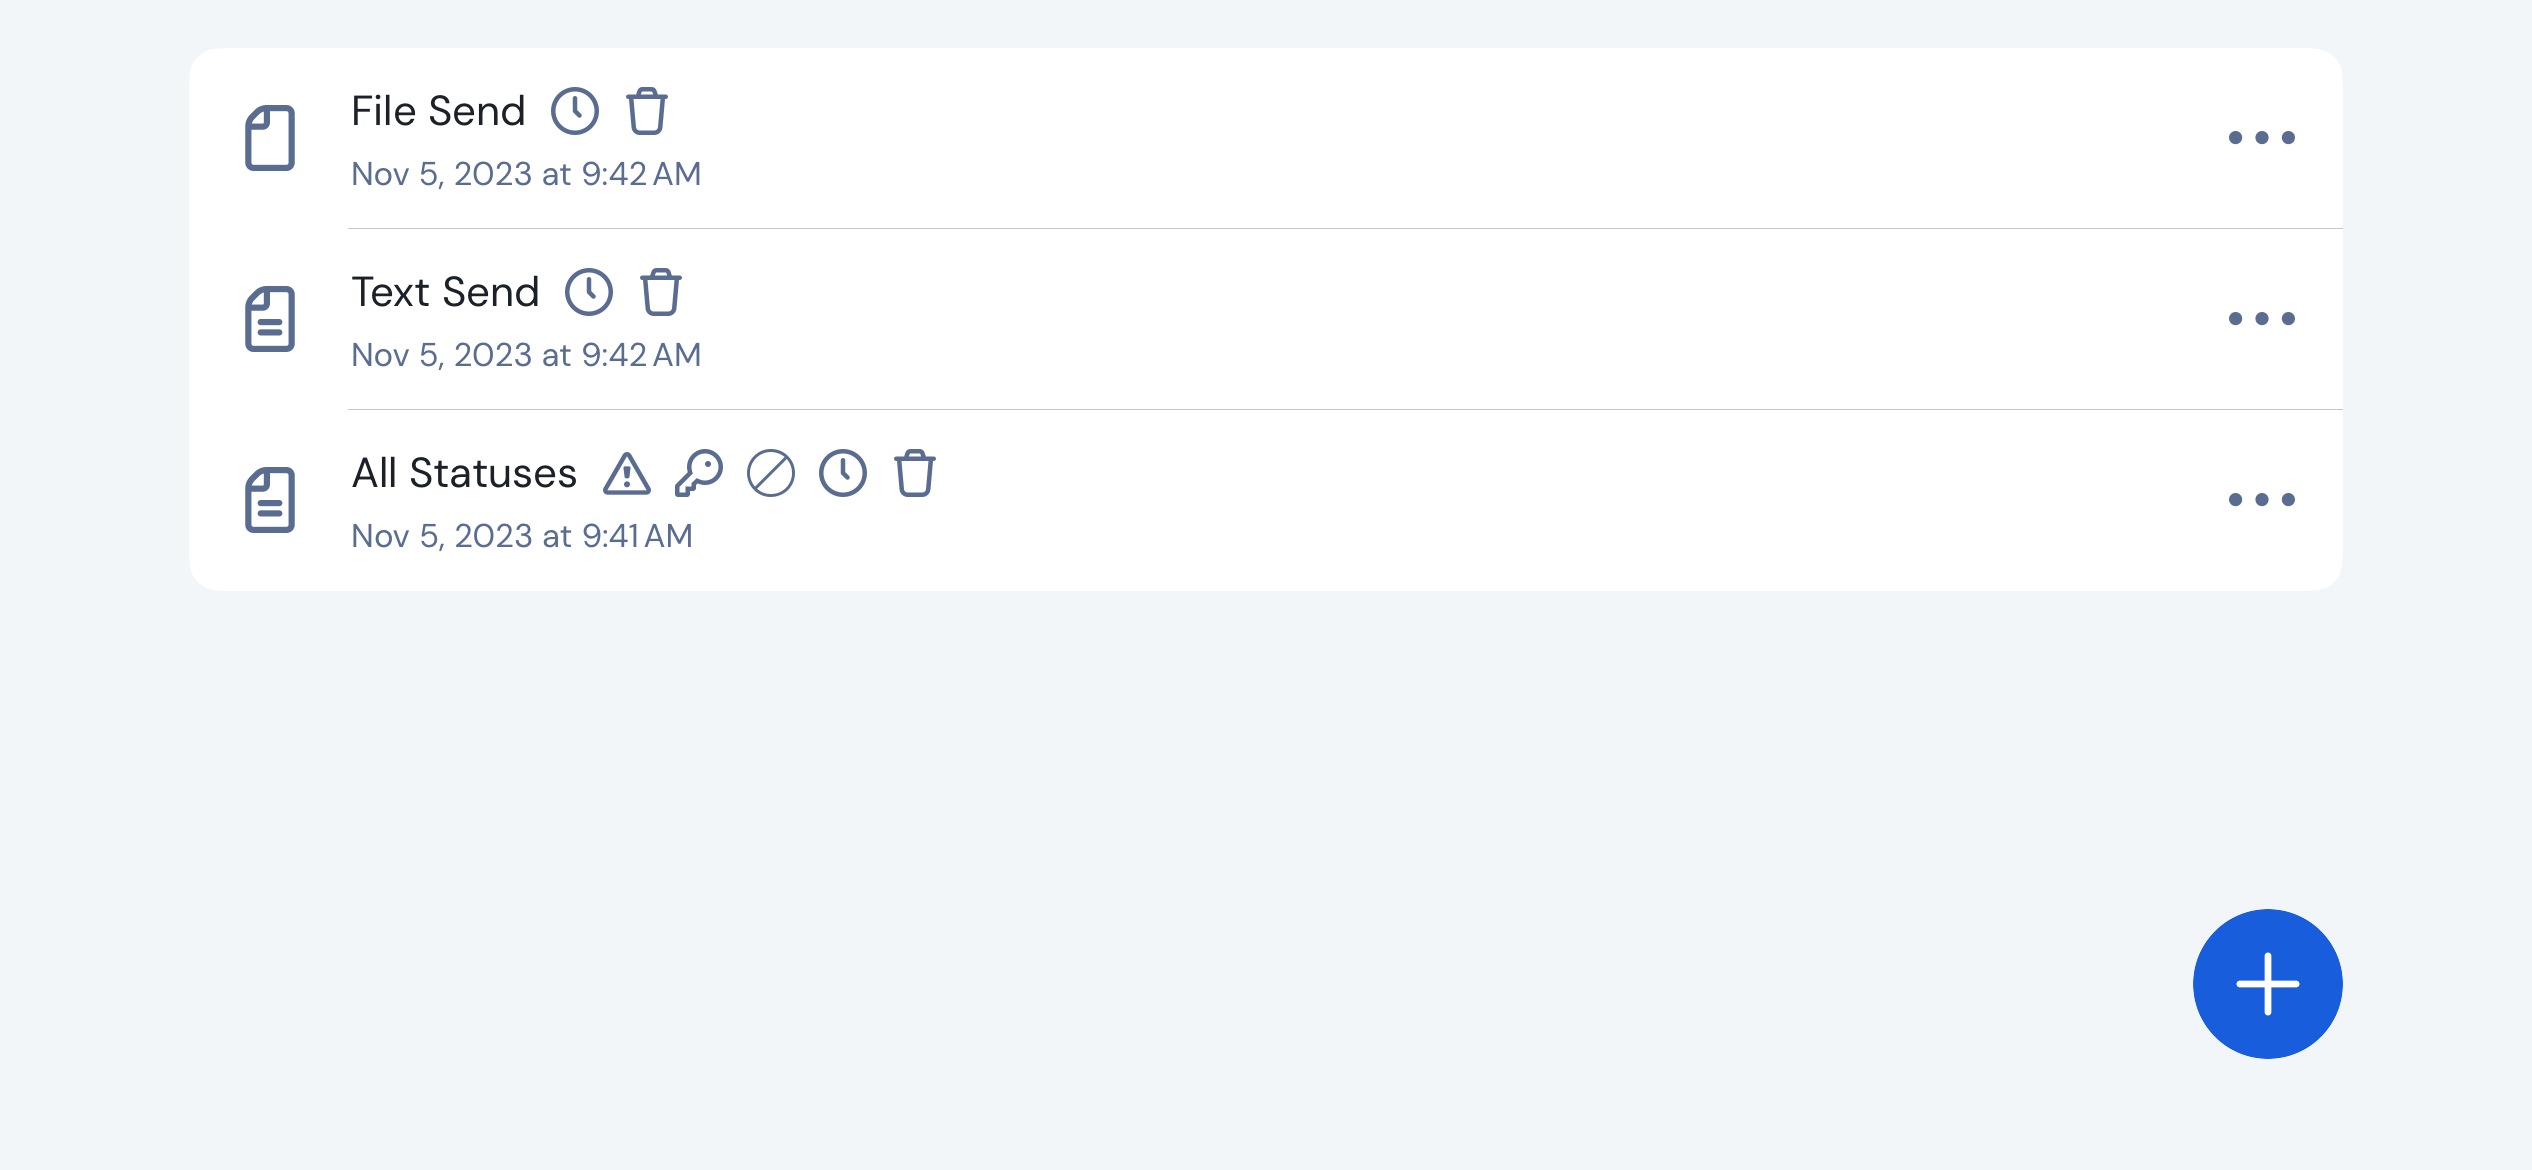 File Send
Nov 5, 2023 at 9:42 AM
Text Send
Nov 5, 2023 at 9:42 AM
All Statuses
Nov 5, 2023 at 9:41 AM